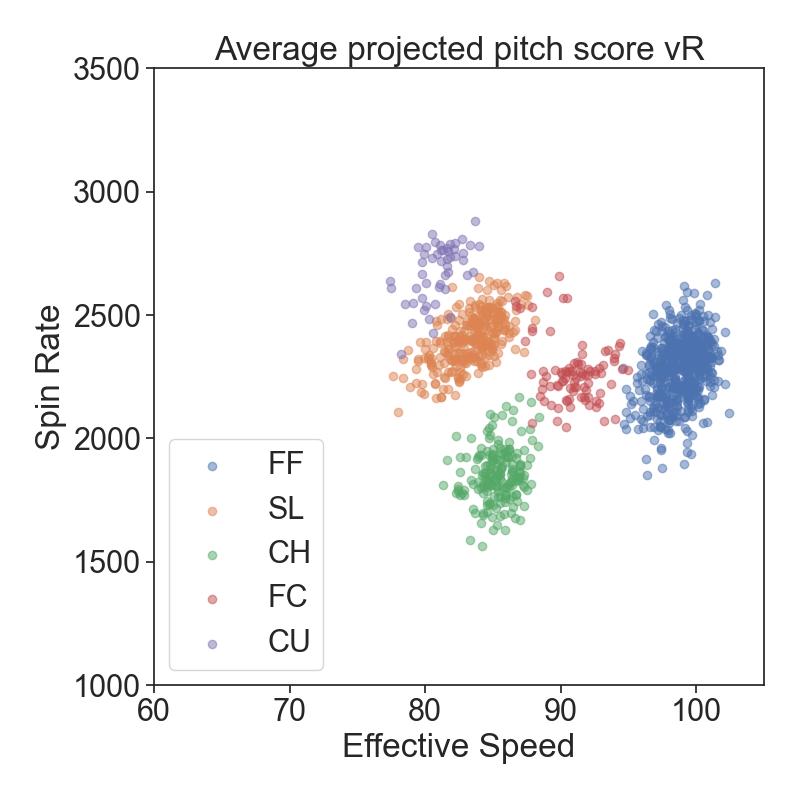 Average projected pitch score vR
3500
3000
2500
2000
1500
1000
Spin Rate
FF
SL
CH
FC
CU
60
70
80
90
100
Effective Speed